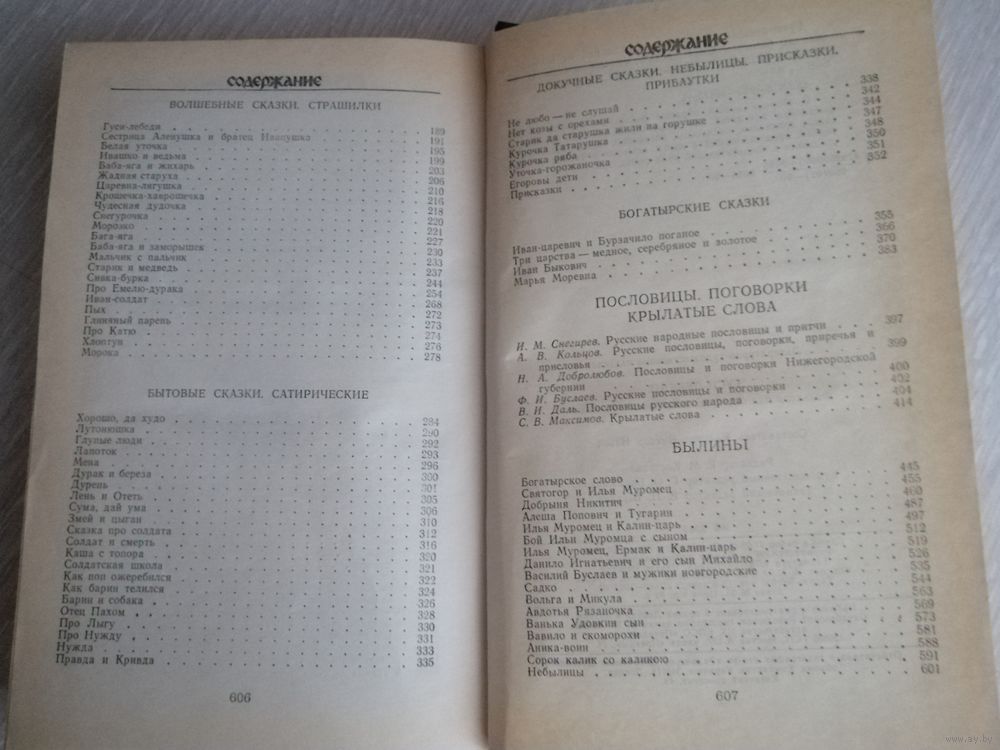 СОДЕРЖАНИЕ
ВОЛШЕБНЫЕ СКАЗКИ. СТРАШИЛКИ
Гуси-лебеди 189
Сестрица Аленушка и братец Иванушка 191
Белая уточка 195
Ивашко и ведьма 199
Баба-яга и жихарь 203
Жадная старуха 206
Царевна-лягушка 210
Крошечка-хаврошечка 216
Чудесная дудочка 218
Снегурочка 220
Морозко 221
Бага-яга 227
Баба-яга и заморышек 230
Мальчик с пальчик 233
Старик и медведь 237
Сивка-бурка 244
Про Емелю-дурака 254
Иван-солдат 268
Пых 272
Глиняный парень 273
Про Катю 274
Хлоптун 276
Морока 278
БЫТОВЫЕ СКАЗКИ. САТИРИЧЕСКИЕ
Хорошо, да худо 284
Лутонюшка 290
Глупые люди 292
Лапоток 293
Мена 296
Дурак и береза 300
Дурень 301
Лень и Отеть 305
Сума, дай ума 306
Змей и цыган 310
Сказка про солдата 312
Солдат и смерть 316
Каша с топора 320
Солдатская школа 321
Как поп ожеребился 322
Как барин телился 324
Барин и собака 326
Отец Пахом 328
Про Лыгу 330
Про Нужду 331
Нужда 333
Правда и Кривда 335
606
СОДЕРЖАНИЕ
ДОКУЧНЫЕ СКАЗКИ. НЕБЫЛИЦЫ. ПРИСКАЗКИ.
ПРИБАУТКИ
Не любо — не слушай 338
Нет козы с орехами 342
Старик да старушка жили на горушке 344
Курочка Татарушка 347
Курочка ряба 348
Уточка-горожаночка 350
Егоровы дети 351
Присказки 352
БОГАТЫРСКИЕ СКАЗКИ
Иван-царевич и Бурзачило поганое 355
Три царства — медное, серебряное и золотое 366
Иван Быкович 370
Марья Моревна 383
ПОСЛОВИЦЫ. ПОГОВОРКИ
КРЫЛАТЫЕ СЛОВА
И. М. Снегирев. Русские народные пословицы и притчи 397
А. В. Кольцов. Русские пословицы, поговорки, приречья и
присловья 399
Н. А. Добролюбов. Пословицы и поговорки Нижегородской
губернии 400
Ф. И. Буслаев. Русские пословицы и поговорки 402
В. И. Даль. Пословицы русского народа 404
С. В. Максимов. Крылатые слова 414
БЫЛИНЫ
Богатырское слово 445
Святогор и Илья Муромец 455
Добрыня Никитич 460
Алеша Попович и Тугарин 487
Илья Муромец и Калин-царь 497
Бой Ильи Муромца с сыном 512
Илья Муромец, Ермак и Калин-царь 519
Данило Игнатьевич и его сын Михайло 526
Василий Буслаев и мужики новгородские 535
Садко 544
Вольга и Микула 563
Авдотья Рязаночка 569
Ванька Удовкин сын 573
Вавило и скоморохи 581
Аника-воин 588
Сорок калик со каликою 591
Небылицы 601
607
www.ay.by